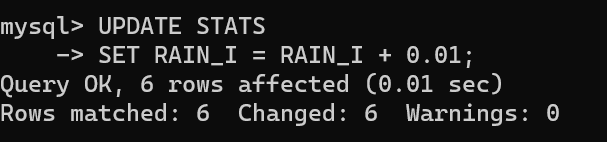 mysql> UPDATE STATS
    -> SET RAIN_I = RAIN_I + 0.01;
Query OK, 6 rows affected (0.01 sec)
Rows matched: 6  Changed: 6  Warnings: 0